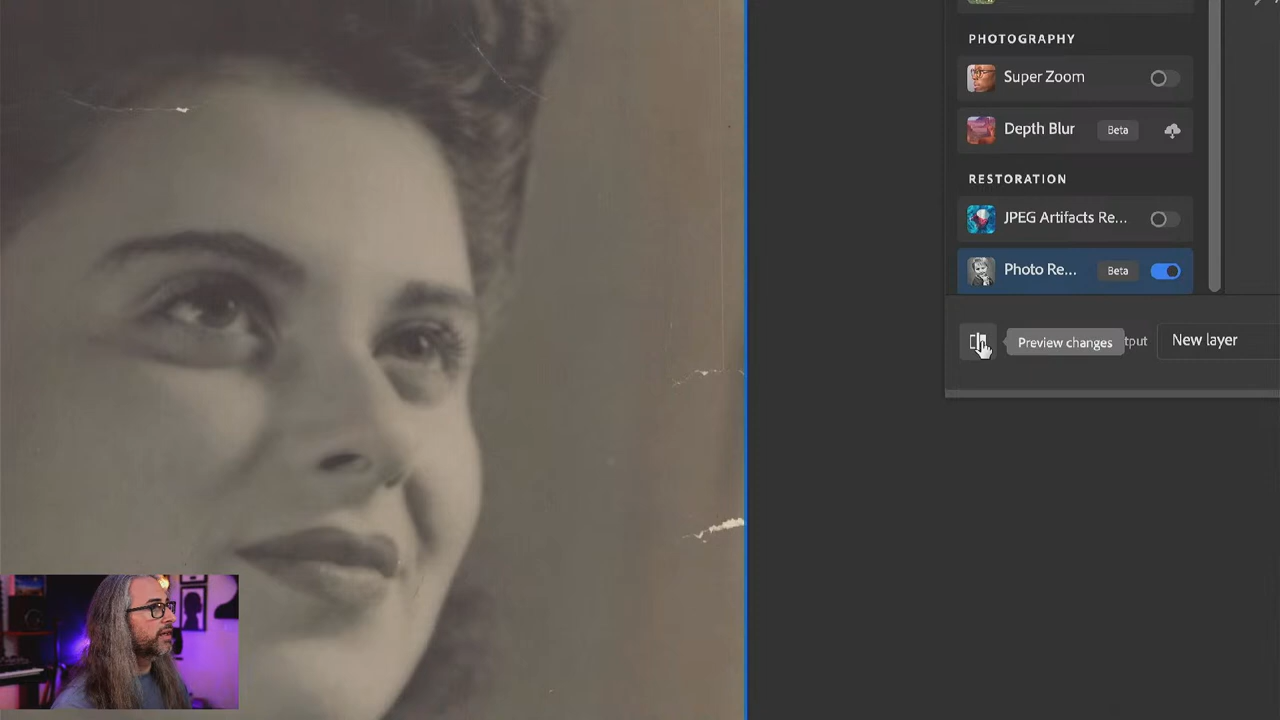 PHOTOGRAPHY
Super Zoom
Depth Blur Beta
RESTORATION
JPEG Artifacts Re...
Photo Re... Beta
Preview changes tput New layer